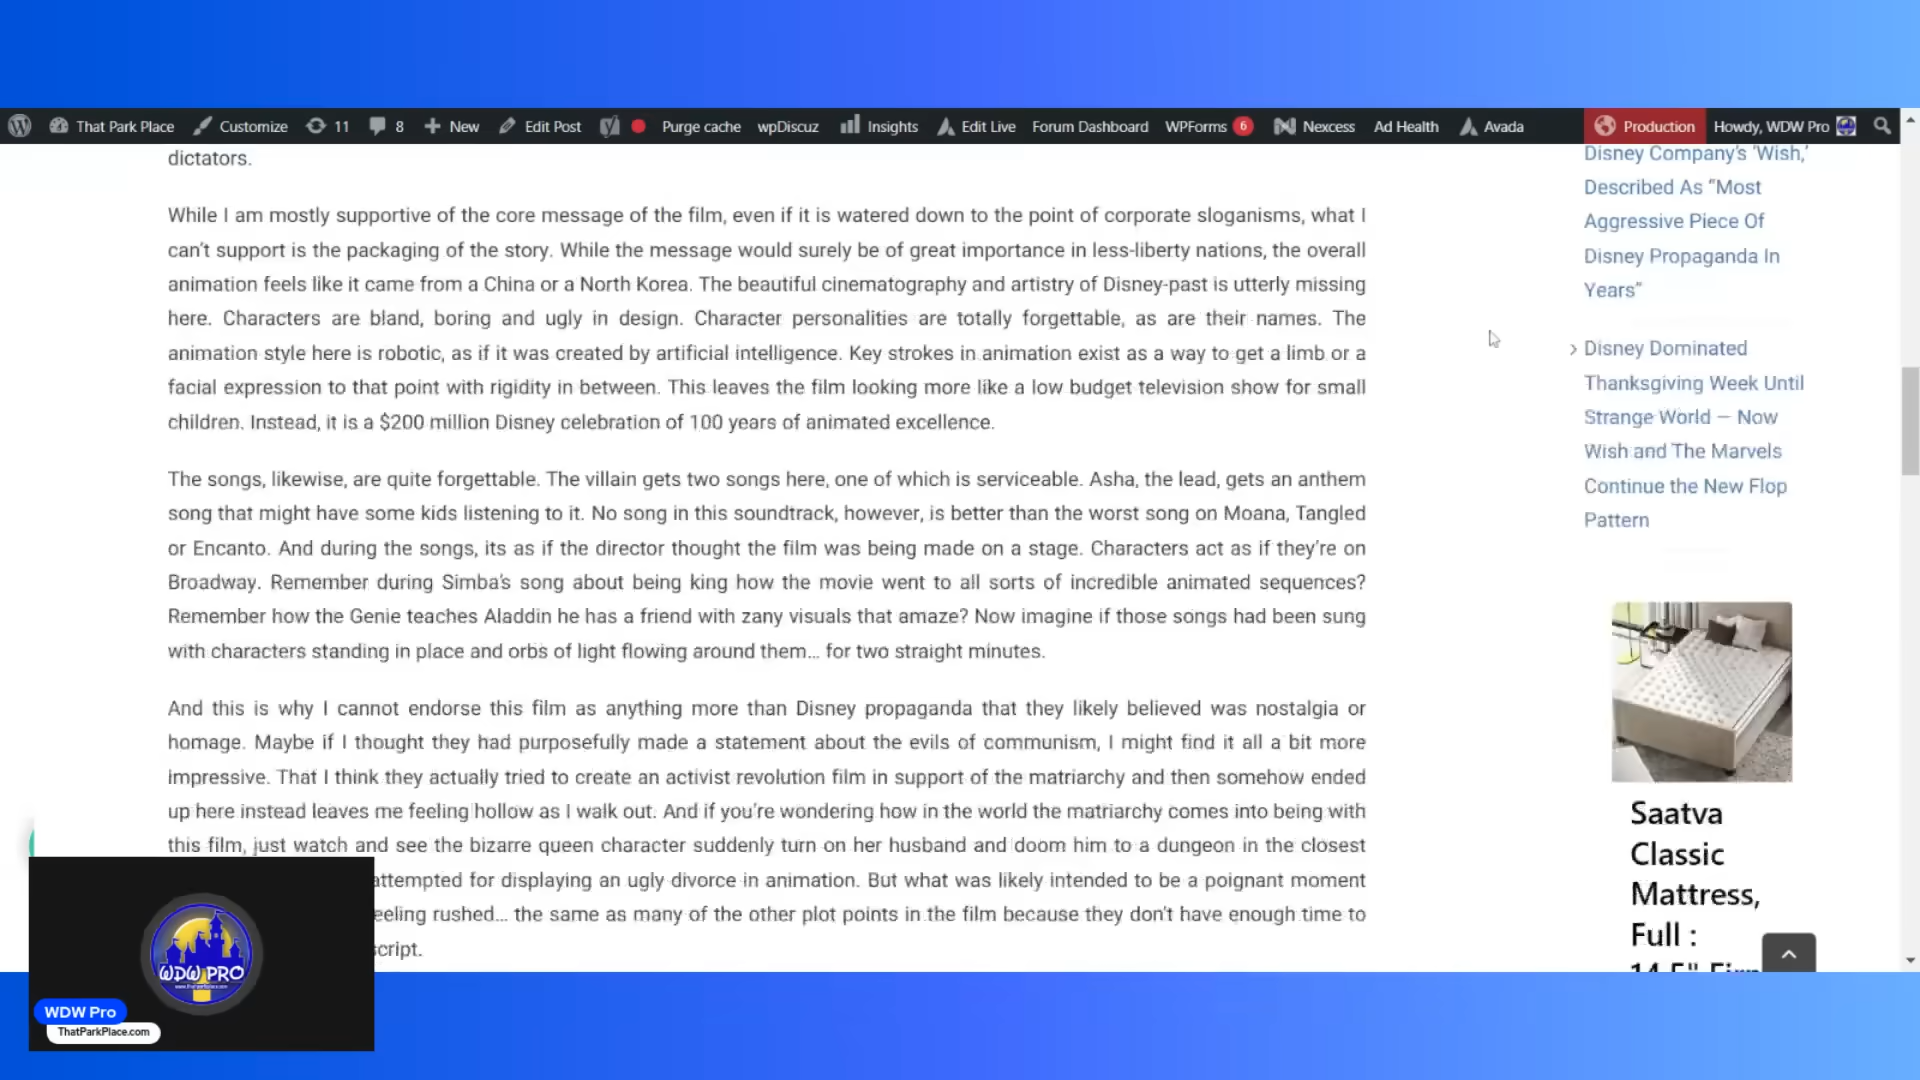 That Park Place Customize 11 8 New Edit Post Purge cache wpDiscuz Insights Edit Live Forum Dashboard WPForms 6 Nexcess Ad Health Avada Production Howdy, WDW Pro
dictators.
While I am mostly supportive of the core message of the film, even if it is watered down to the point of corporate sloganisms, what I
can't support is the packaging of the story. While the message would surely be of great importance in less-liberty nations, the overall
animation feels like it came from a China or a North Korea. The beautiful cinematography and artistry of Disney-past is utterly missing
here. Characters are bland, boring and ugly in design. Character personalities are totally forgettable, as are their names. The
animation style here is robotic, as if it was created by artificial intelligence. Key strokes in animation exist as a way to get a limb or a
facial expression to that point with rigidity in between. This leaves the film looking more like a low budget television show for small
children. Instead, it is a $200 million Disney celebration of 100 years of animated excellence.
The songs, likewise, are quite forgettable. The villain gets two songs here, one of which is serviceable. Asha, the lead, gets an anthem
song that might have some kids listening to it. No song in this soundtrack, however, is better than the worst song on Moana, Tangled
or Encanto. And during the songs, its as if the director thought the film was being made on a stage. Characters act as if they're on
Broadway. Remember during Simba's song about being king how the movie went to all sorts of incredible animated sequences?
Remember how the Genie teaches Aladdin he has a friend with zany visuals that amaze? Now imagine if those songs had been sung
with characters standing in place and orbs of light flowing around them... for two straight minutes.
And this is why I cannot endorse this film as anything more than Disney propaganda that they likely believed was nostalgia or
homage. Maybe if I thought they had purposefully made a statement about the evils of communism, I might find it all a bit more
impressive. That I think they actually tried to create an activist revolution film in support of the matriarchy and then somehow ended
up here instead leaves me feeling hollow as I walk out. And if you're wondering how in the world the matriarchy comes into being with
this film, just watch and see the bizarre queen character suddenly turn on her husband and doom him to a dungeon in the closest
attempted for displaying an ugly divorce in animation. But what was likely intended to be a poignant moment
eeling rushed... the same as many of the other plot points in the film because they don't have enough time to
script.
Disney Company's 'Wish,'
Described As "Most
Aggressive Piece Of
Disney Propaganda In
Years"
Disney Dominated
Thanksgiving Week Until
Strange World — Now
Wish and The Marvels
Continue the New Flop
Pattern
Saatva
Classic
Mattress,
Full :
WDW PRO
WDW Pro
ThatParkPlace.com